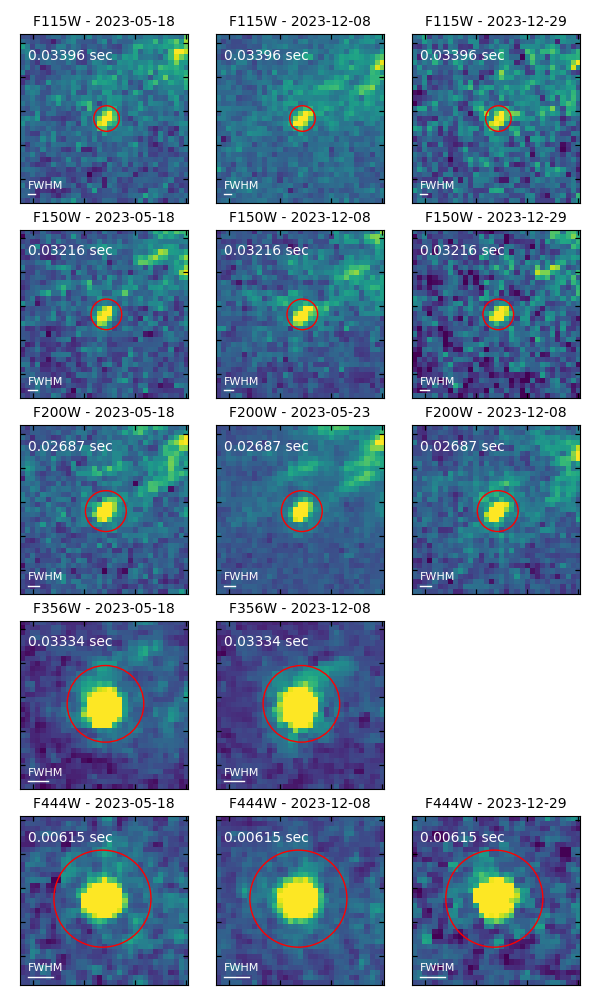 F115W - 2023-05-18
F115W - 2023-12-08
F115W - 2023-12-29
0.03396 sec
0.03396 sec
0.03396 sec
FWHM
FWHM
FWHM
F150W - 2023-05-18
F150W - 2023-12-08
F150W - 2023-12-29
0.03216 sec
0.03216 sec
0.03216 sec
FWHM
FWHM
FWHM
F200W - 2023-05-18
F200W - 2023-05-23
F200W - 2023-12-08
0.02687 sec
0.02687 sec
0.02687 sec
FWHM
FWHM
FWHM
F356W - 2023-05-18
F356W - 2023-12-08
0.03334 sec
0.03334 sec
FWHM
FWHM
F444W - 2023-05-18
F444W - 2023-12-08
F444W - 2023-12-29
0.00615 sec
0.00615 sec
0.00615 sec
FWHM
FWHM
FWHM